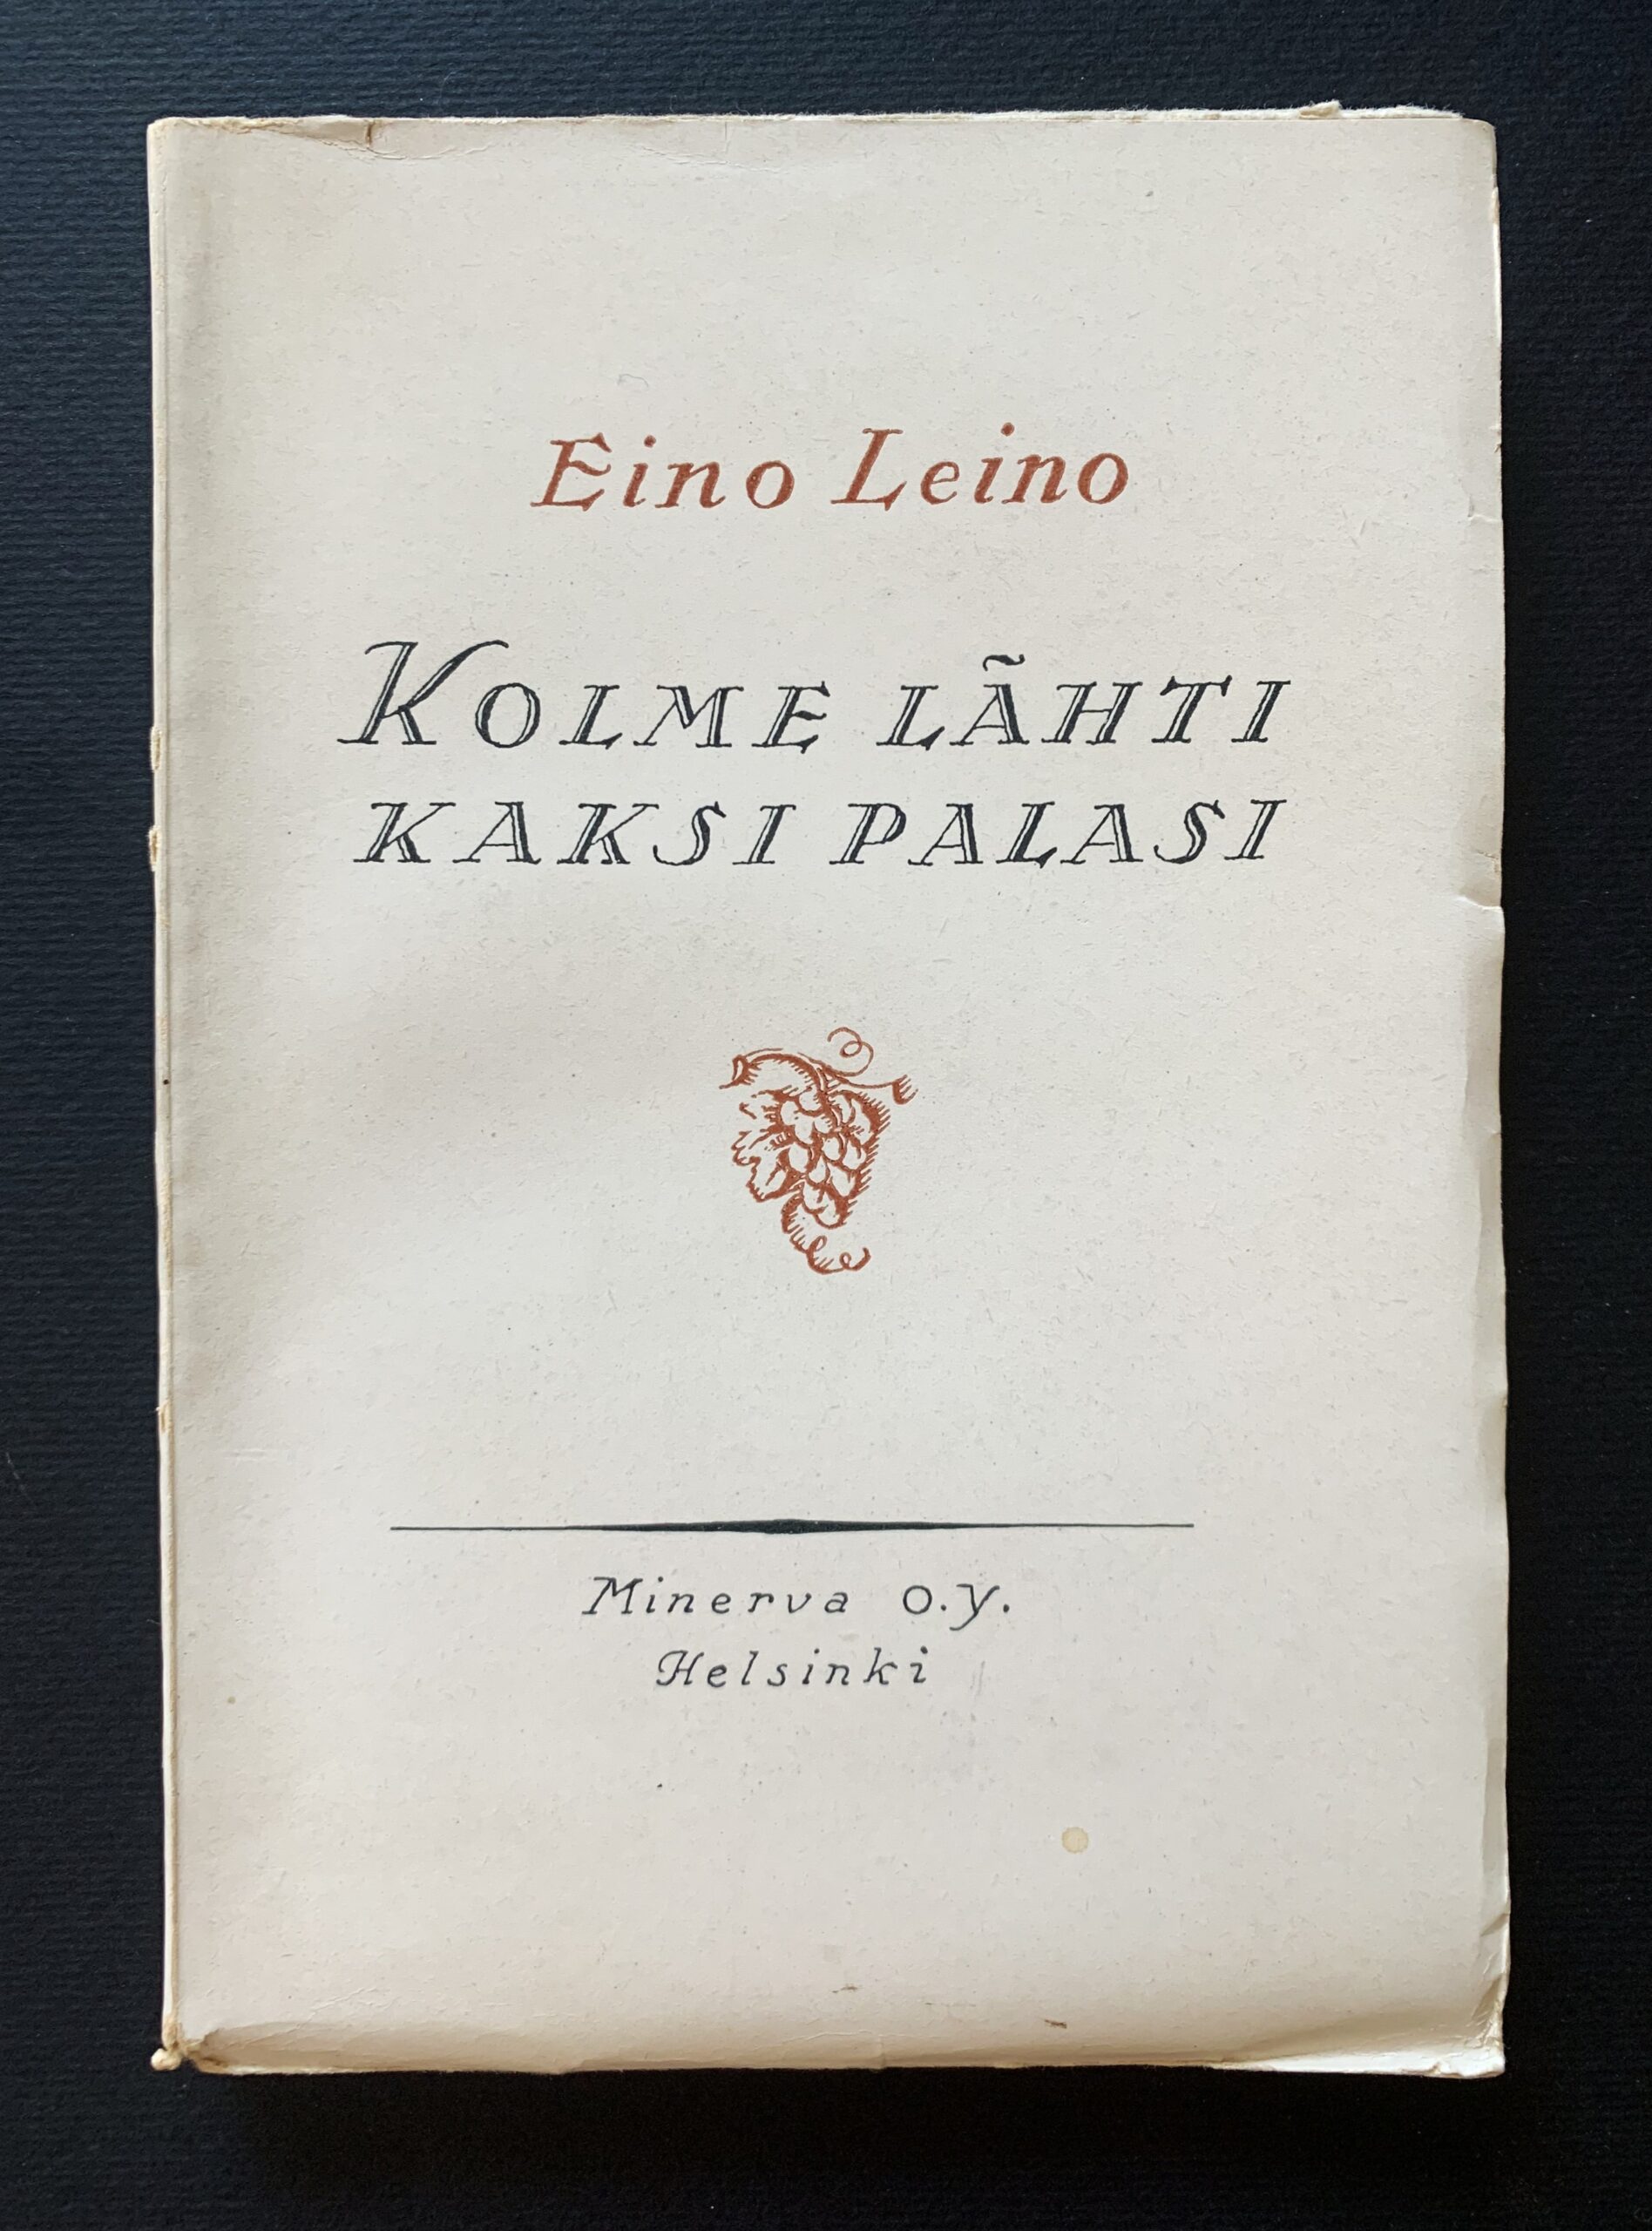 Eino Leino
KOLME LÄHTI
KAKSI PALASI
Minerva O.Y.
Helsinki